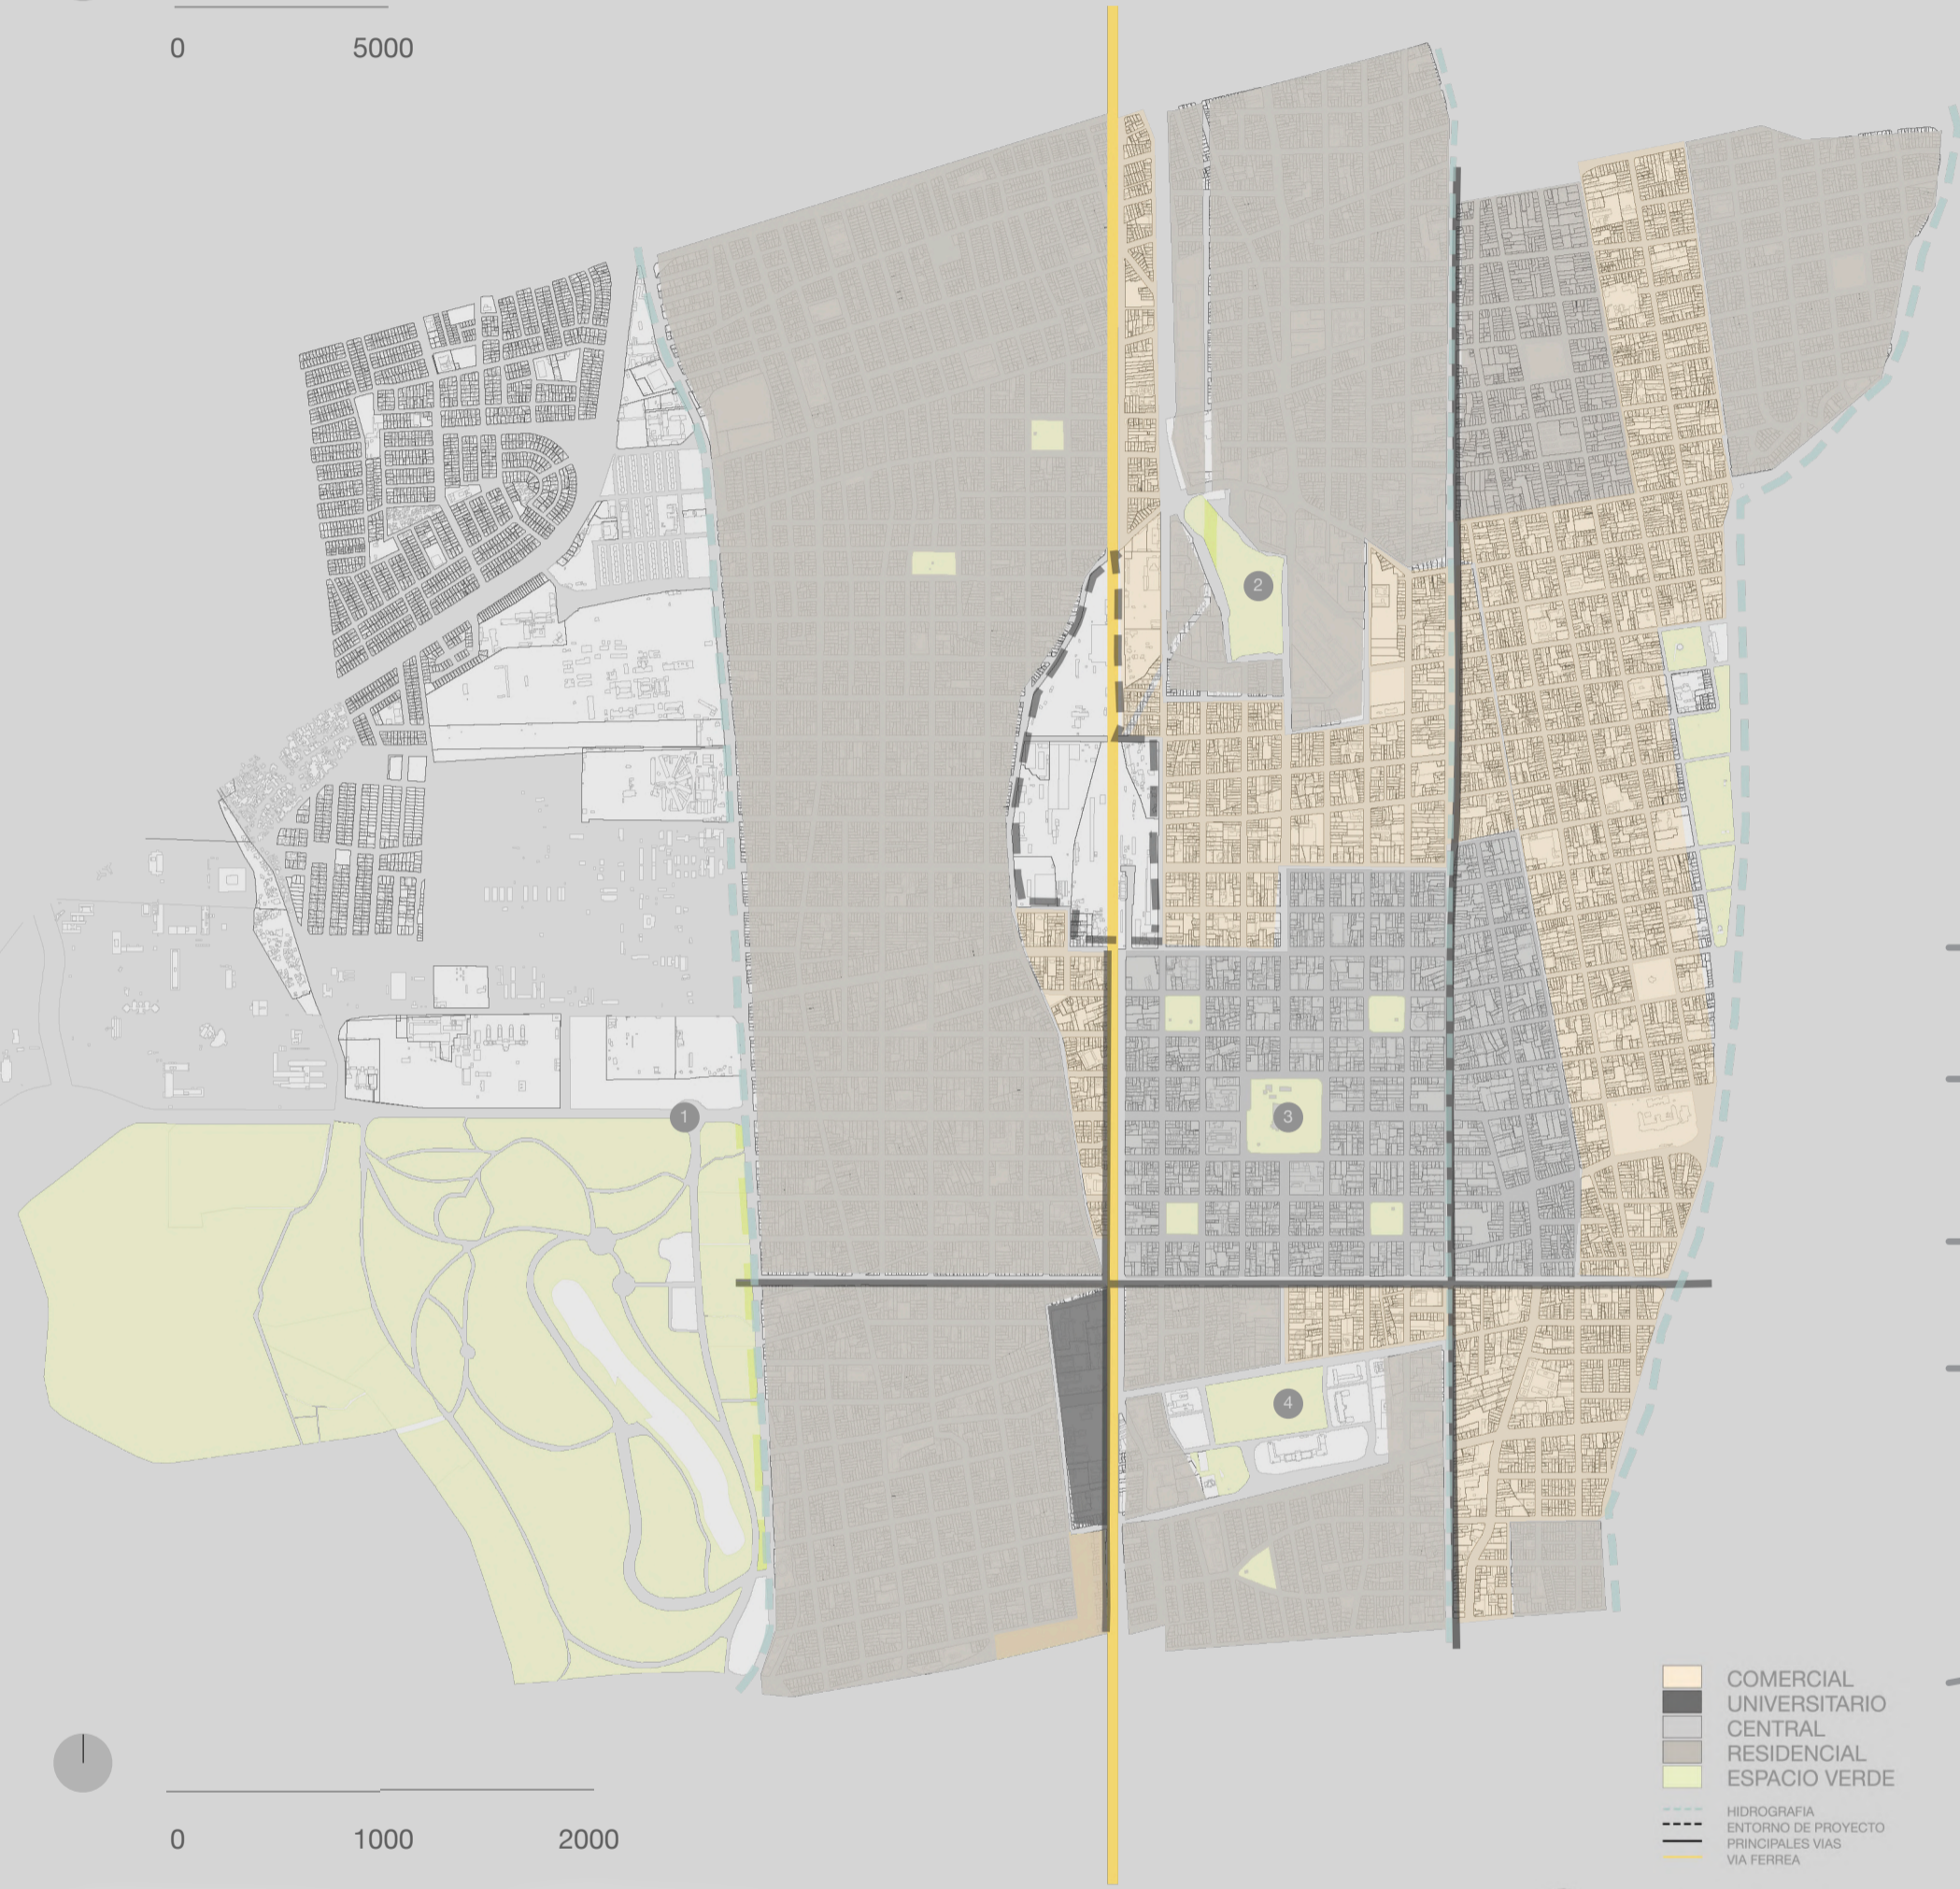 0 5000
2
1
3
4
COMERCIAL
UNIVERSITARIO
CENTRAL
RESIDENCIAL
ESPACIO VERDE
HIDROGRAFIA
ENTORNO DE PROYECTO
PRINCIPALES VIAS
VIA FERREA
0 1000 2000